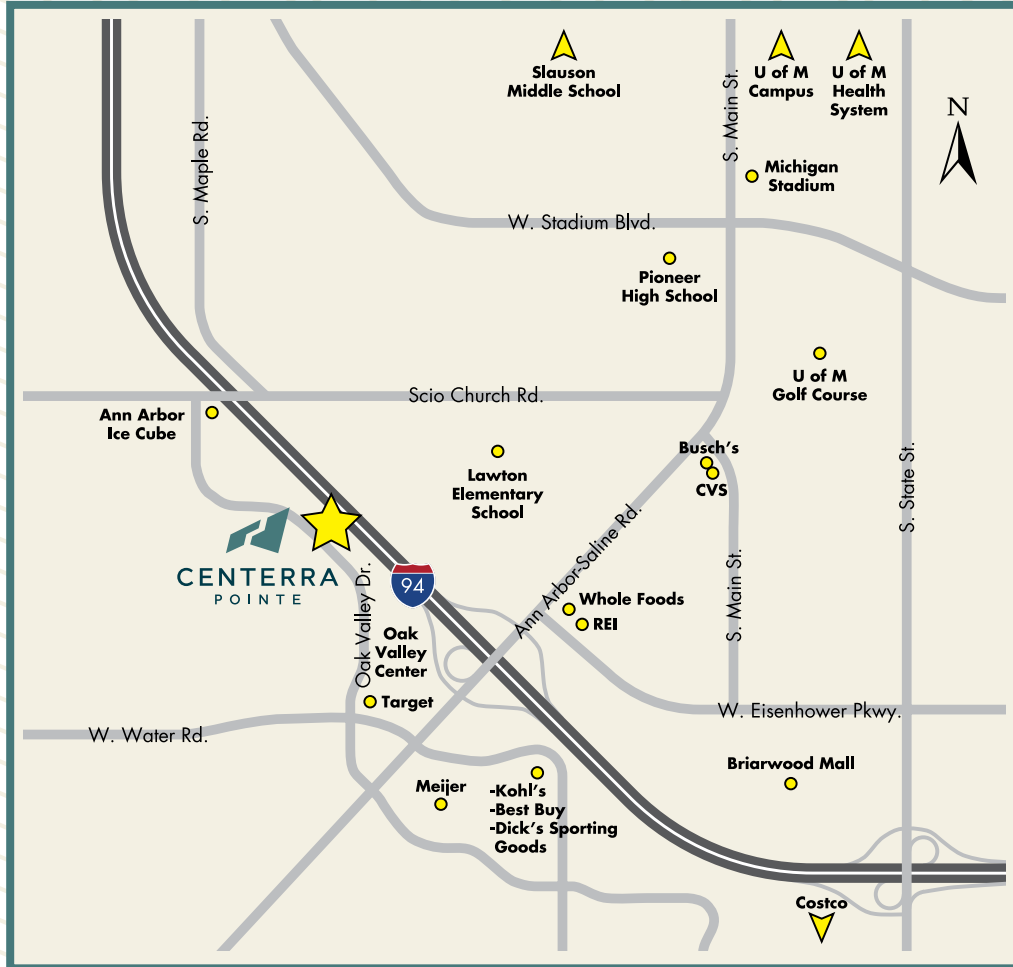 Slauson
Middle School
U of M
Campus
U of M
Health
System
N
S. Main St.
S. Maple Rd.
Michigan
Stadium
W. Stadium Blvd.
Pioneer
High School
U of M
Golf Course
Scio Church Rd.
Ann Arbor
Ice Cube
Busch's
CVS
Lawton
Elementary
School
S. State St.
Ann Arbor-Saline Rd.
CENTERRA
POINTE
94
Oak Valley Dr.
Whole Foods
REI
S. Main St.
Oak
Valley
Center
Target
W. Eisenhower Pkwy.
W. Water Rd.
Briarwood Mall
Meijer
-Kohl's
-Best Buy
-Dick's Sporting
Goods
Costco